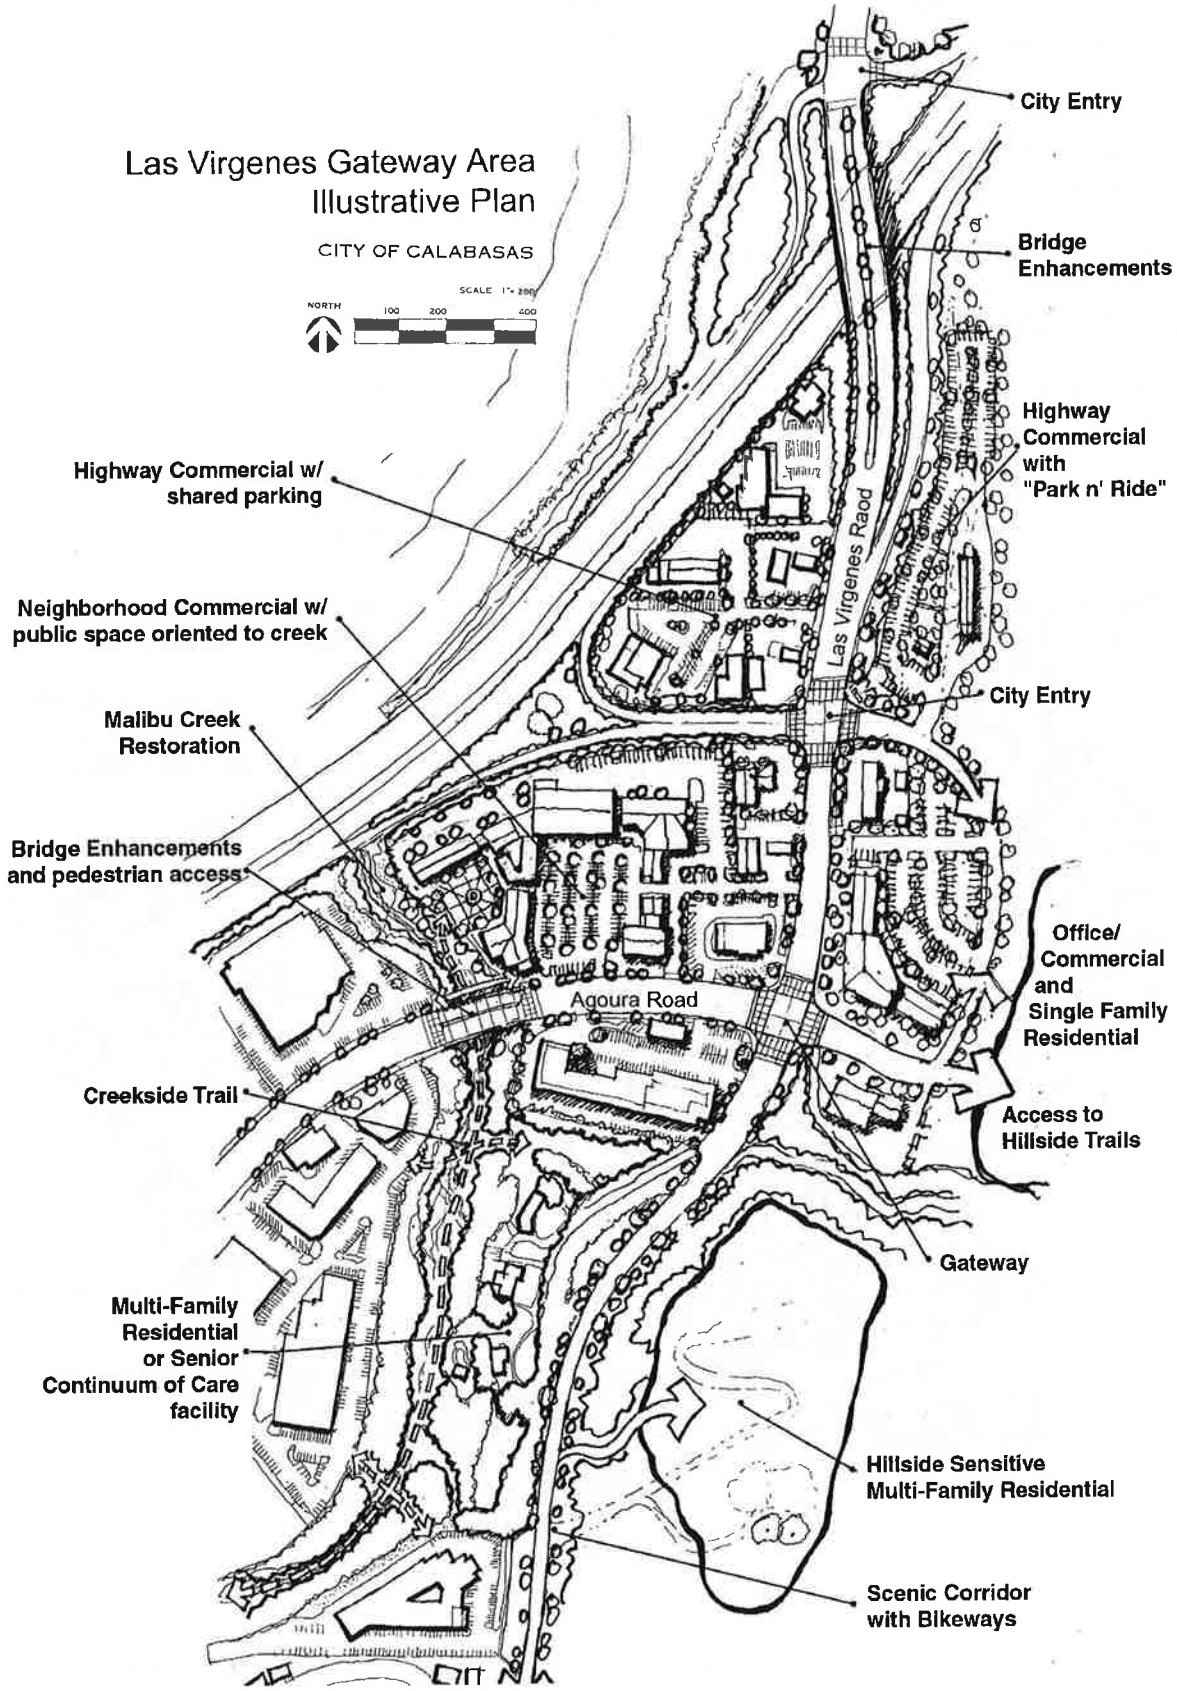 City Entry
Las Virgenes Gateway Area
Illustrative Plan
CITY OF CALABASAS
SCALE 1"= 200'
NORTH
100 200 400
Bridge
Enhancements
Highway
Commercial
with
"Park n' Ride"
Highway Commercial w/
shared parking
Las Virgenes Raod
Neighborhood Commercial w/
public space oriented to creek
City Entry
Malibu Creek
Restoration
Bridge Enhancements
and pedestrian access
Office/
Commercial
and
Single Family
Residential
Agoura Road
Creekside Trail
Access to
Hillside Trails
Gateway
Multi-Family
Residential
or Senior
Continuum of Care
facility
Hillside Sensitive
Multi-Family Residential
Scenic Corridor
with Bikeways